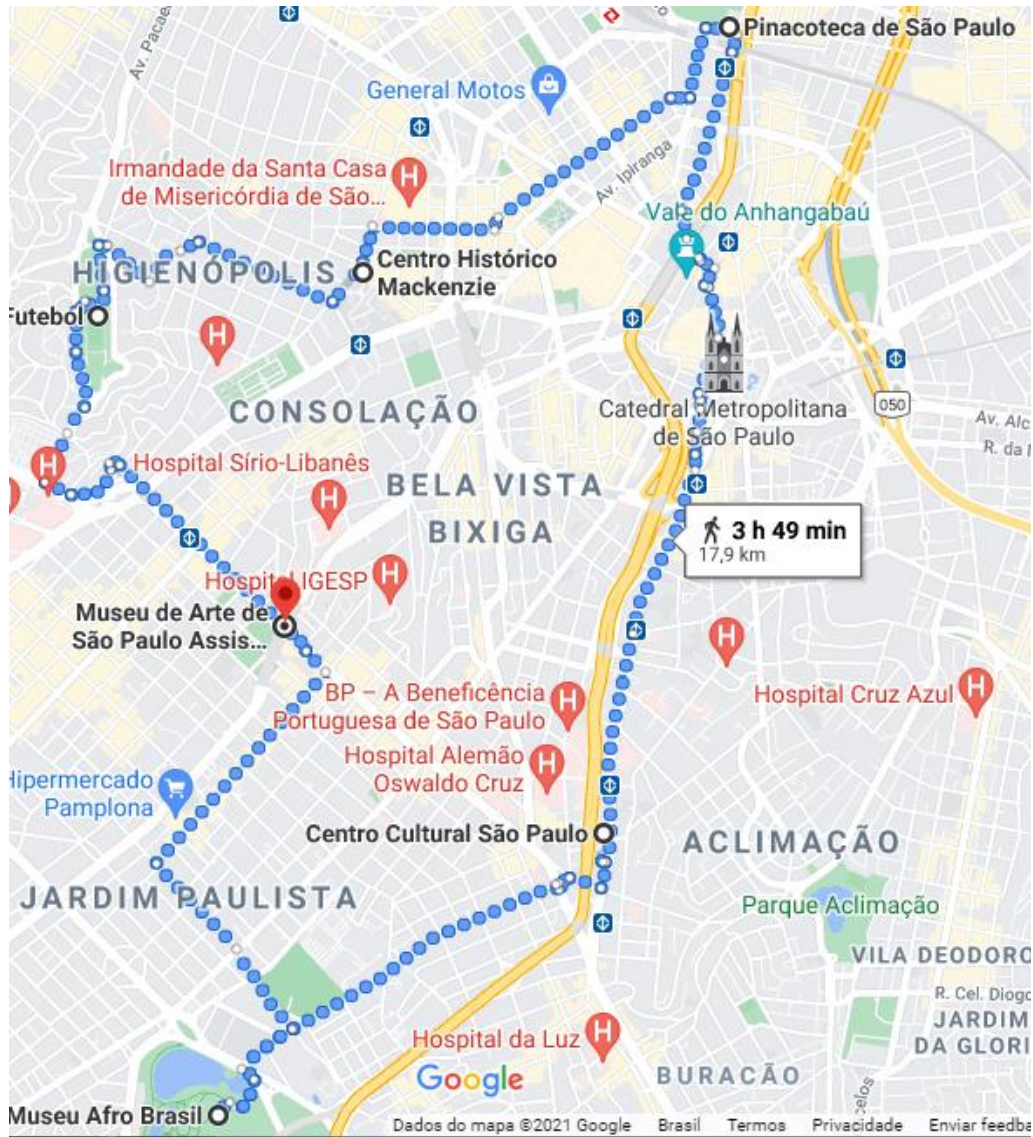 Pinacoteca de São Paulo
Av. Pacae
General Motos
Irmandade da Santa Casa
de Misericórdia de São...
Av. Ipiranga
Vale do Anhangabaú
HIGIENÓPOLIS
Centro Histórico
Mackenzie
Futebol
CONSOLAÇÃO
Catedral Metropolitana
de São Paulo
050
Av. Alc
R. da M
Hospital Sírio-Libanês
BELA VISTA
BIXIGA
3 h 49 min
17,9 km
Hospital IGESP
Museu de Arte de
São Paulo Assis...
BP – A Beneficência
Portuguesa de São Paulo
Hospital Cruz Azul
Hospital Alemão
Oswaldo Cruz
Hipermercado
Pamplona
Centro Cultural São Paulo
ACLIMAÇÃO
JARDIM PAULISTA
Parque Aclimação
VILA DEODORO
R. Cel. Diogo
JARDIM
DA GLORI
Hospital da Luz
Google
BURACÃO
celos
Museu Afro Brasil
Dados do mapa ©2021 Google Brasil Termos Privacidade Enviar feedba